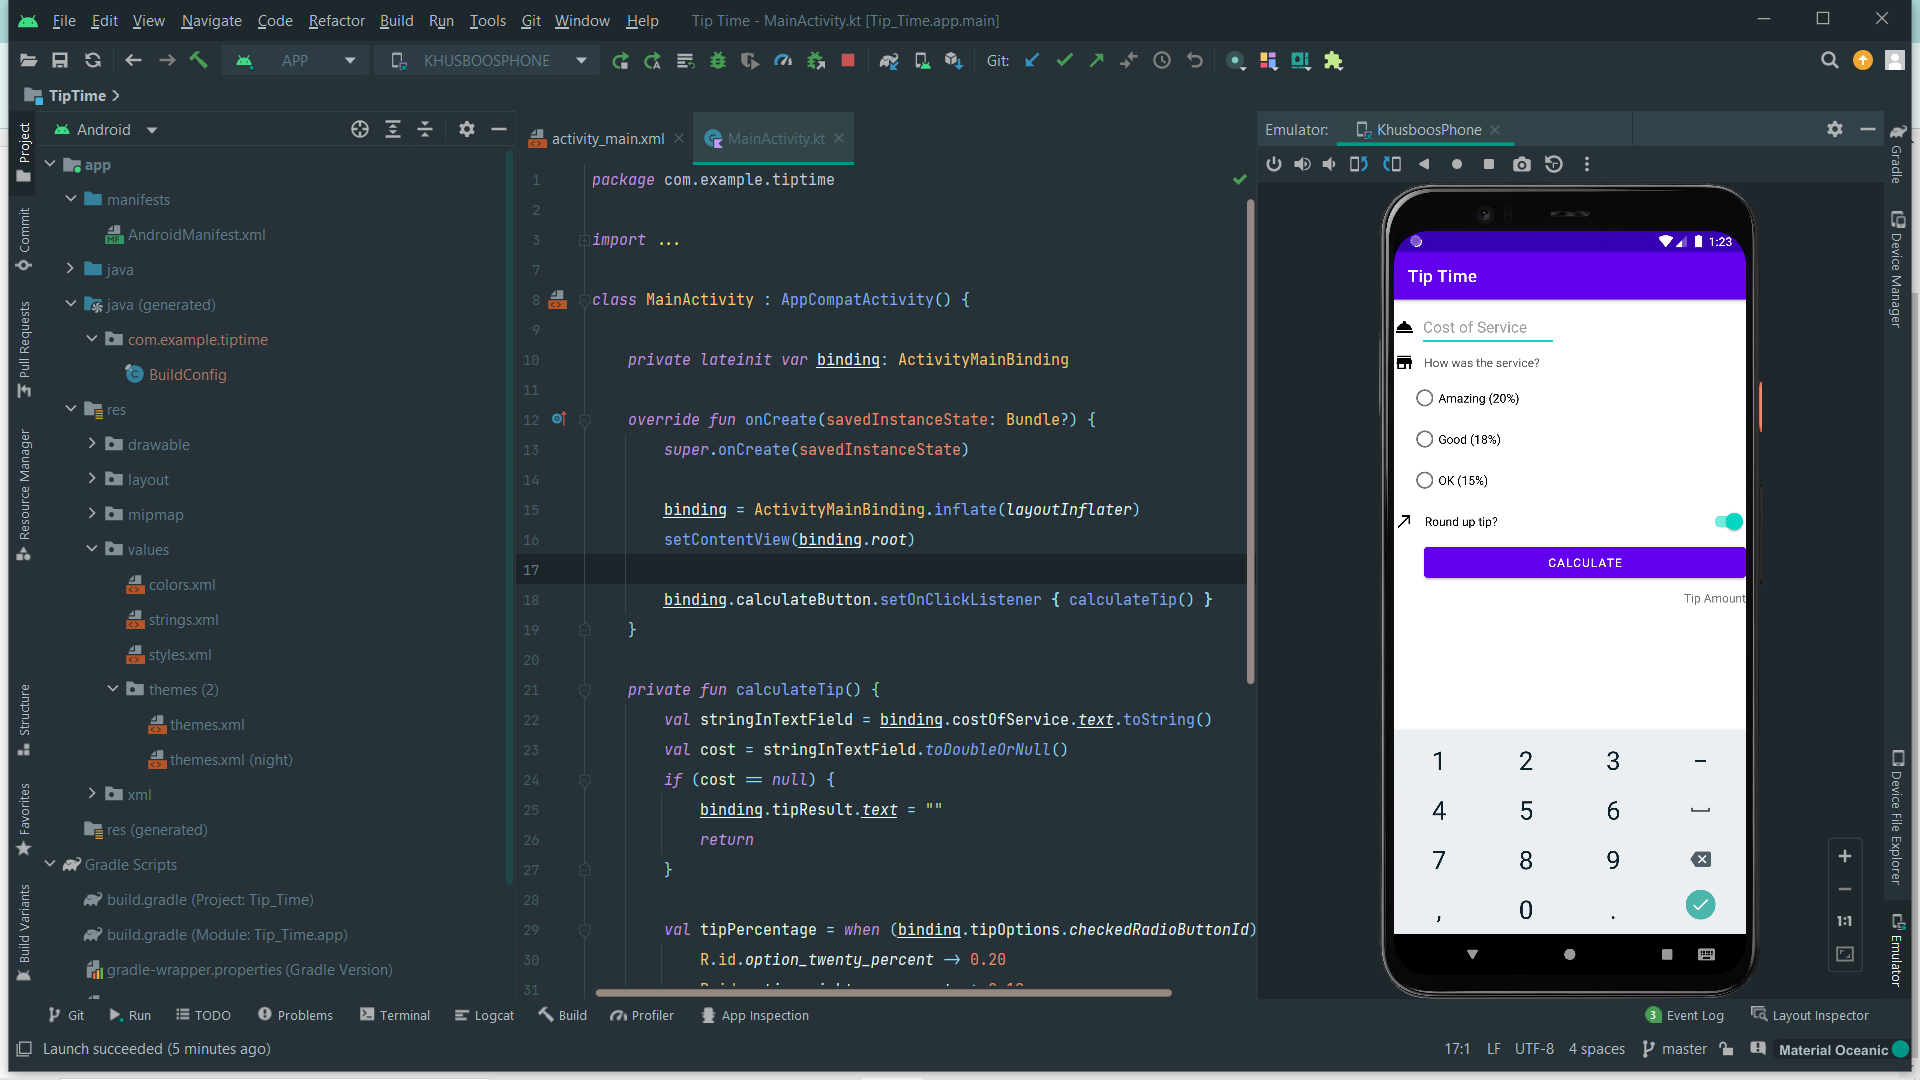 File Edit View Navigate Code Refactor Build Run Tools Git Window Help Tip Time - MainActivity.kt [Tip_Time.app.main]
APP KHUSBOOSPHONE Git:
TipTime
Project
Commit
Pull Requests
Resource Manager
Structure
Favorites
Build Variants
Android
app
manifests
AndroidManifest.xml
java
java (generated)
com.example.tiptime
BuildConfig
res
drawable
layout
mipmap
values
colors.xml
strings.xml
styles.xml
themes (2)
themes.xml
themes.xml (night)
xml
res (generated)
Gradle Scripts
build.gradle (Project: Tip_Time)
build.gradle (Module: Tip_Time.app)
gradle-wrapper.properties (Gradle Version)
activity_main.xml MainActivity.kt
1 package com.example.tiptime
2
3 import ...
7
8 class MainActivity : AppCompatActivity() {
9
10 private lateinit var binding: ActivityMainBinding
11
12 override fun onCreate(savedInstanceState: Bundle?) {
13 super.onCreate(savedInstanceState)
14
15 binding = ActivityMainBinding.inflate(layoutInflater)
16 setContentView(binding.root)
17
18 binding.calculateButton.setOnClickListener { calculateTip() }
19 }
20
21 private fun calculateTip() {
22 val stringInTextField = binding.costOfService.text.toString()
23 val cost = stringInTextField.toDoubleOrNull()
24 if (cost == null) {
25 binding.tipResult.text = ""
26 return
27 }
28
29 val tipPercentage = when (binding.tipOptions.checkedRadioButtonId)
30 R.id.option_twenty_percent -> 0.20
31
Emulator: KhusboosPhone
1:23
Tip Time
Cost of Service
How was the service?
Amazing (20%)
Good (18%)
OK (15%)
Round up tip?
CALCULATE
Tip Amount
1 2 3 -
4 5 6
7 8 9
, 0 .
1:1
Gradle
Device Manager
Device File Explorer
Emulator
Git Run TODO Problems Terminal Logcat Build Profiler App Inspection 3 Event Log Layout Inspector
Launch succeeded (5 minutes ago) 17:1 LF UTF-8 4 spaces master Material Oceanic